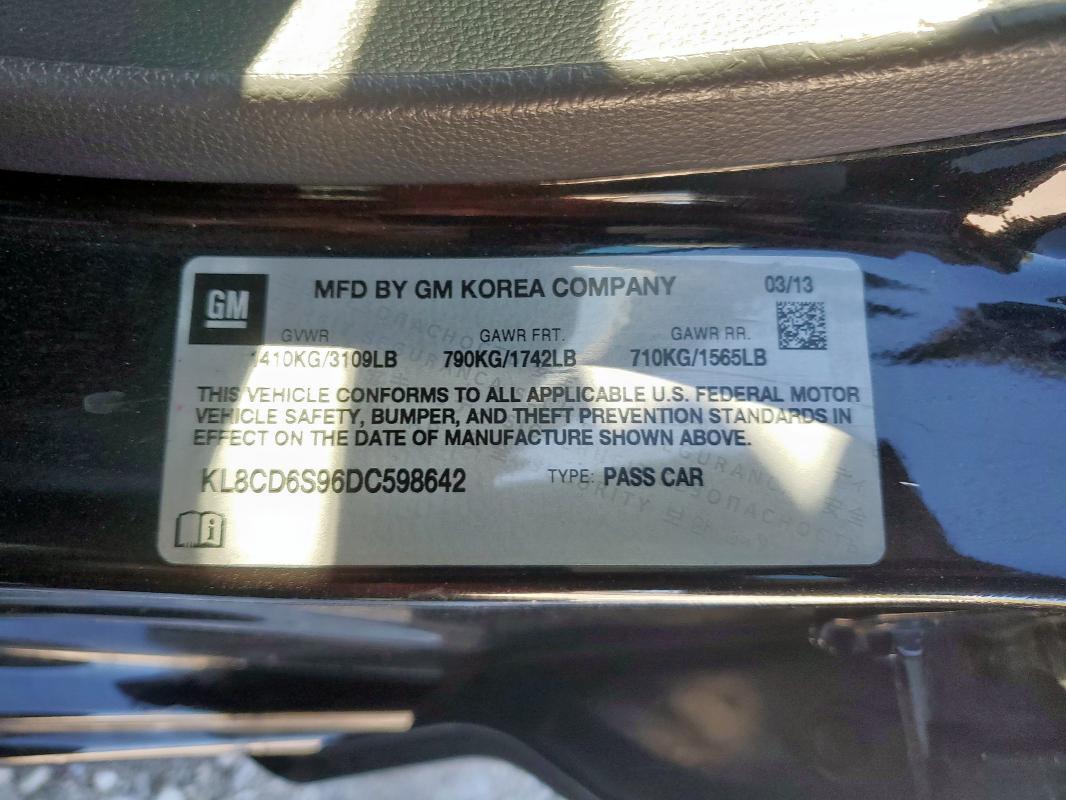 GM
MFD BY GM KOREA COMPANY 03/13
GVWR GAWR FRT. GAWR RR.
1410KG/3109LB 790KG/1742LB 710KG/1565LB
THIS VEHICLE CONFORMS TO ALL APPLICABLE U.S. FEDERAL MOTOR
VEHICLE SAFETY, BUMPER, AND THEFT PREVENTION STANDARDS IN
EFFECT ON THE DATE OF MANUFACTURE SHOWN ABOVE.
KL8CD6S96DC598642 TYPE: PASS CAR